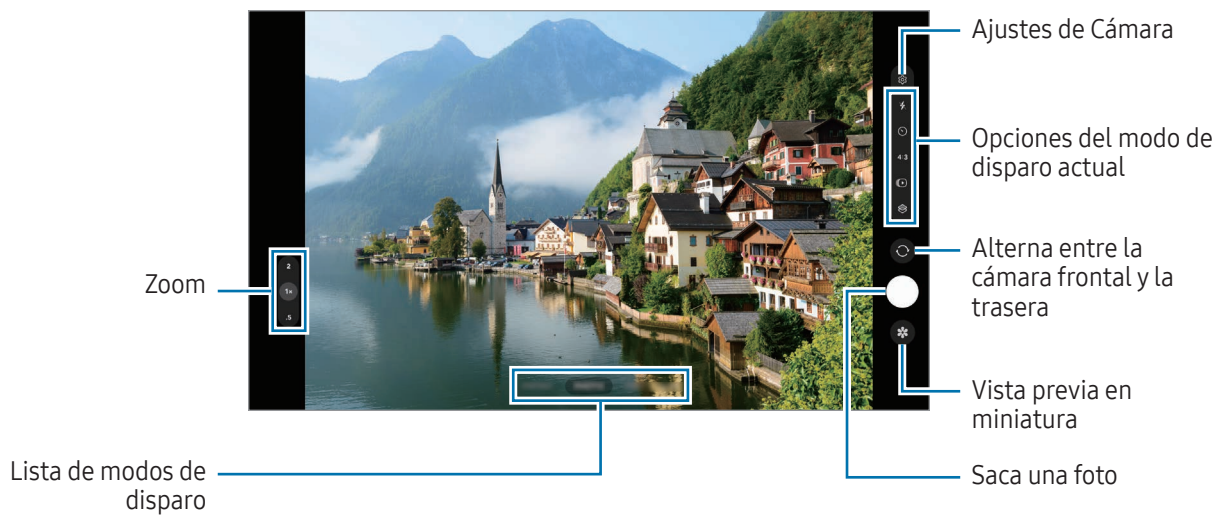 Ajustes de Cámara
4:3
Opciones del modo de
disparo actual
Alterna entre la
cámara frontal y la
trasera
Zoom
2
1x
.5
Vista previa en
miniatura
Lista de modos de
disparo
Saca una foto